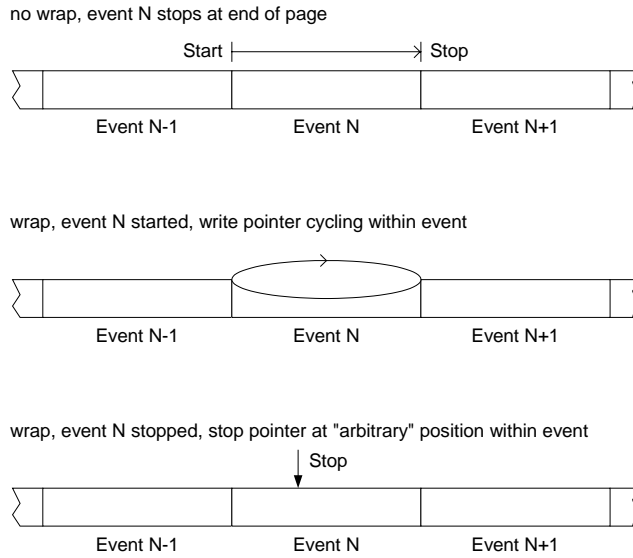 no wrap, event N stops at end of page
Start Stop
Event N-1 Event N Event N+1
wrap, event N started, write pointer cycling within event
Event N-1 Event N Event N+1
wrap, event N stopped, stop pointer at "arbitrary" position within event
Stop
Event N-1 Event N Event N+1